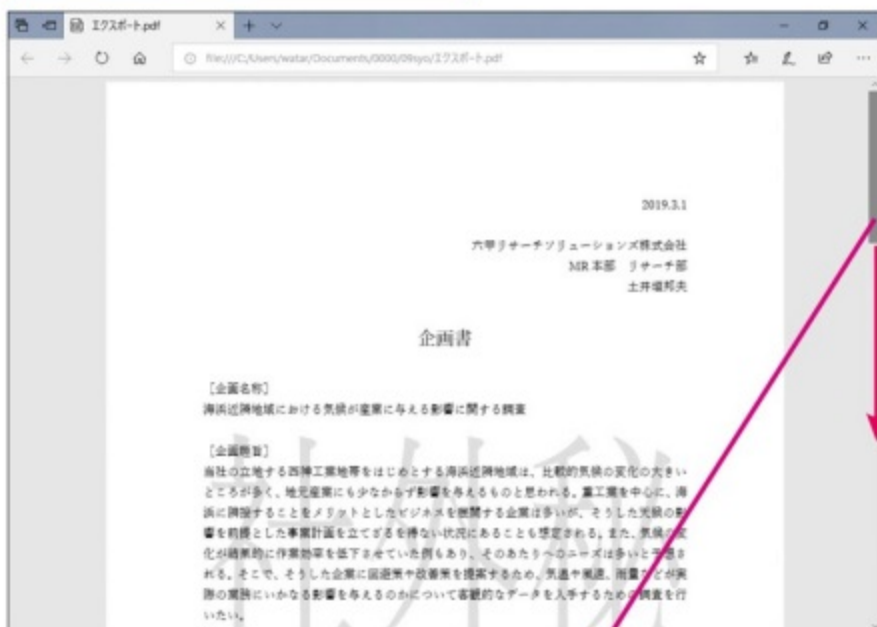 エクスポート.pdf
file:///C:/Users/watar/Documents/0000/09syo/エクスポート.pdf
2019.3.1
六甲リサーチソリューションズ株式会社
MR本部 リサーチ部
土井垣邦夫
企画書
［企画名称］
海浜近隣地域における気候が産業に与える影響に関する調査
［企画趣旨］
当社の立地する西神工業地帯をはじめとする海浜近隣地域は、比較的気候の変化の大きい
ところが多く、地元産業にも少なからず影響を与えるものと思われる。重工業を中心に、海
浜に隣接することをメリットとしたビジネスを展開する企業は多いが、そうした天候の影
響を前提とした事業計画を立てざるを得ない状況にあることも想定される。また、気候の変
化が結果的に作業効率を低下させていた例もあり、そのあたりへのニーズは多いと予想さ
れる。そこで、そうした企業に回避策や改善策を提案するため、気温や風速、雨量などが実
際の業務にいかなる影響を与えるのかについて客観的なデータを入手するための調査を行
いたい。
社外秘